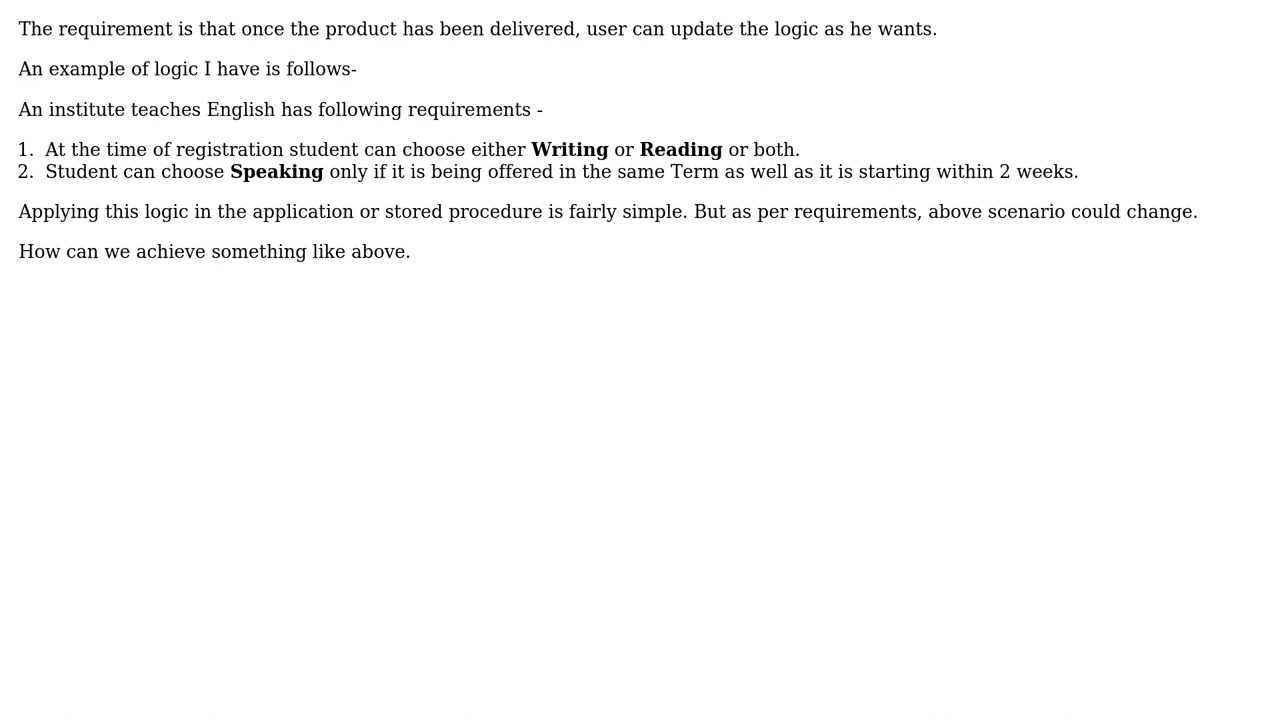 The requirement is that once the product has been delivered, user can update the logic as he wants.
An example of logic I have is follows-
An institute teaches English has following requirements -
1. At the time of registration student can choose either Writing or Reading or both.
2. Student can choose Speaking only if it is being offered in the same Term as well as it is starting within 2 weeks.
Applying this logic in the application or stored procedure is fairly simple. But as per requirements, above scenario could change.
How can we achieve something like above.